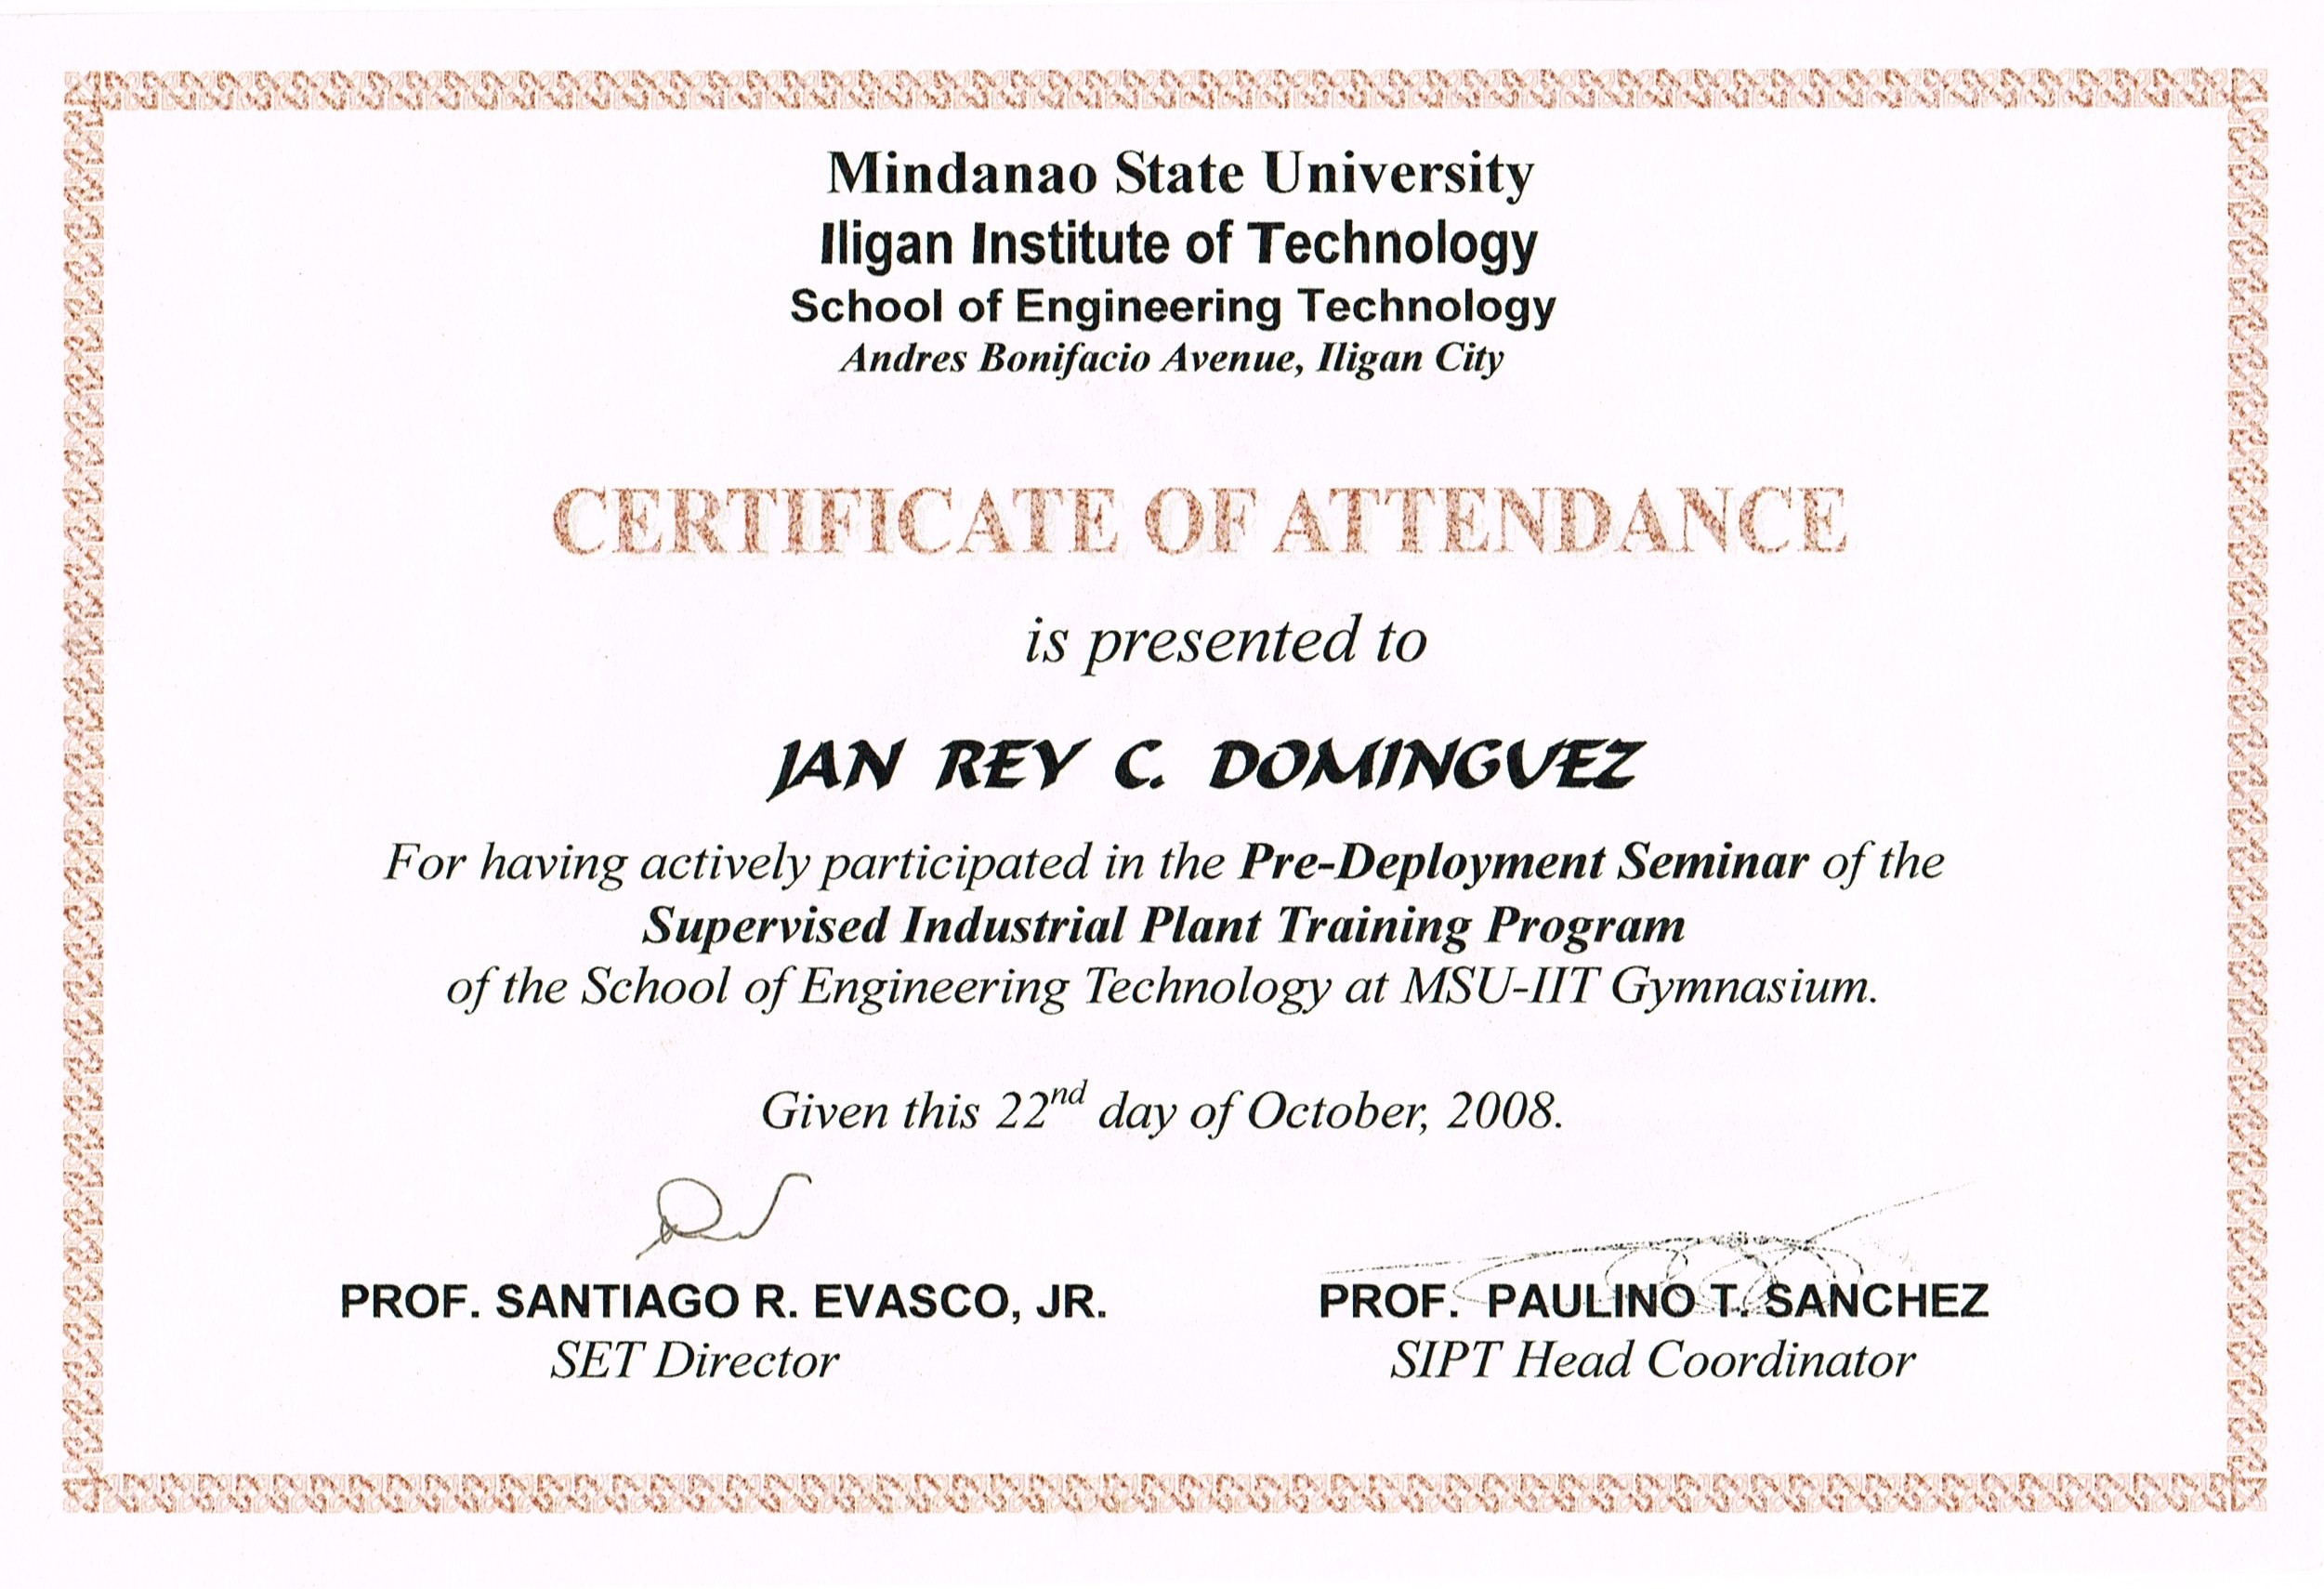 Mindanao State University
Iligan Institute of Technology
School of Engineering Technology
Andres Bonifacio Avenue, Iligan City
CERTIFICATE OF ATTENDANCE
is presented to
JAN REY C. DOMINGUEZ
For having actively participated in the Pre-Deployment Seminar of the
Supervised Industrial Plant Training Program
of the School of Engineering Technology at MSU-IIT Gymnasium.
Given this 22nd day of October, 2008.
PROF. SANTIAGO R. EVASCO, JR.
SET Director
PROF. PAULINO T. SANCHEZ
SIPT Head Coordinator